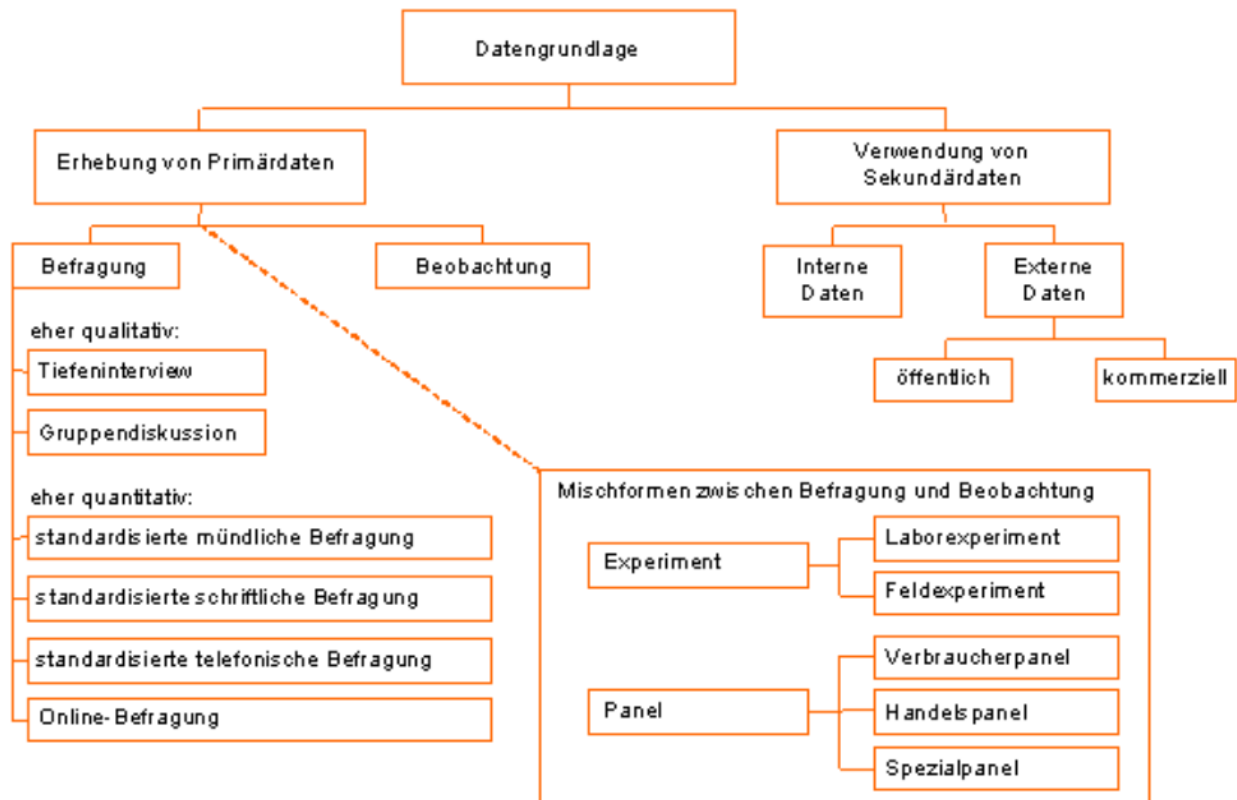 Datengrundlage
Erhebung von Primärdaten
Verwendung von
Sekundärdaten
Befragung
Beobachtung
Interne
Daten
Externe
Daten
öffentlich
kommerziell
eher qualitativ:
Tiefeninterview
Gruppendiskussion
eher quantitativ:
standardisierte mündliche Befragung
standardisierte schriftliche Befragung
standardisierte telefonische Befragung
Online-Befragung
Mischformen zwischen Befragung und Beobachtung
Experiment
Laborexperiment
Feldexperiment
Panel
Verbraucherpanel
Handelspanel
Spezialpanel